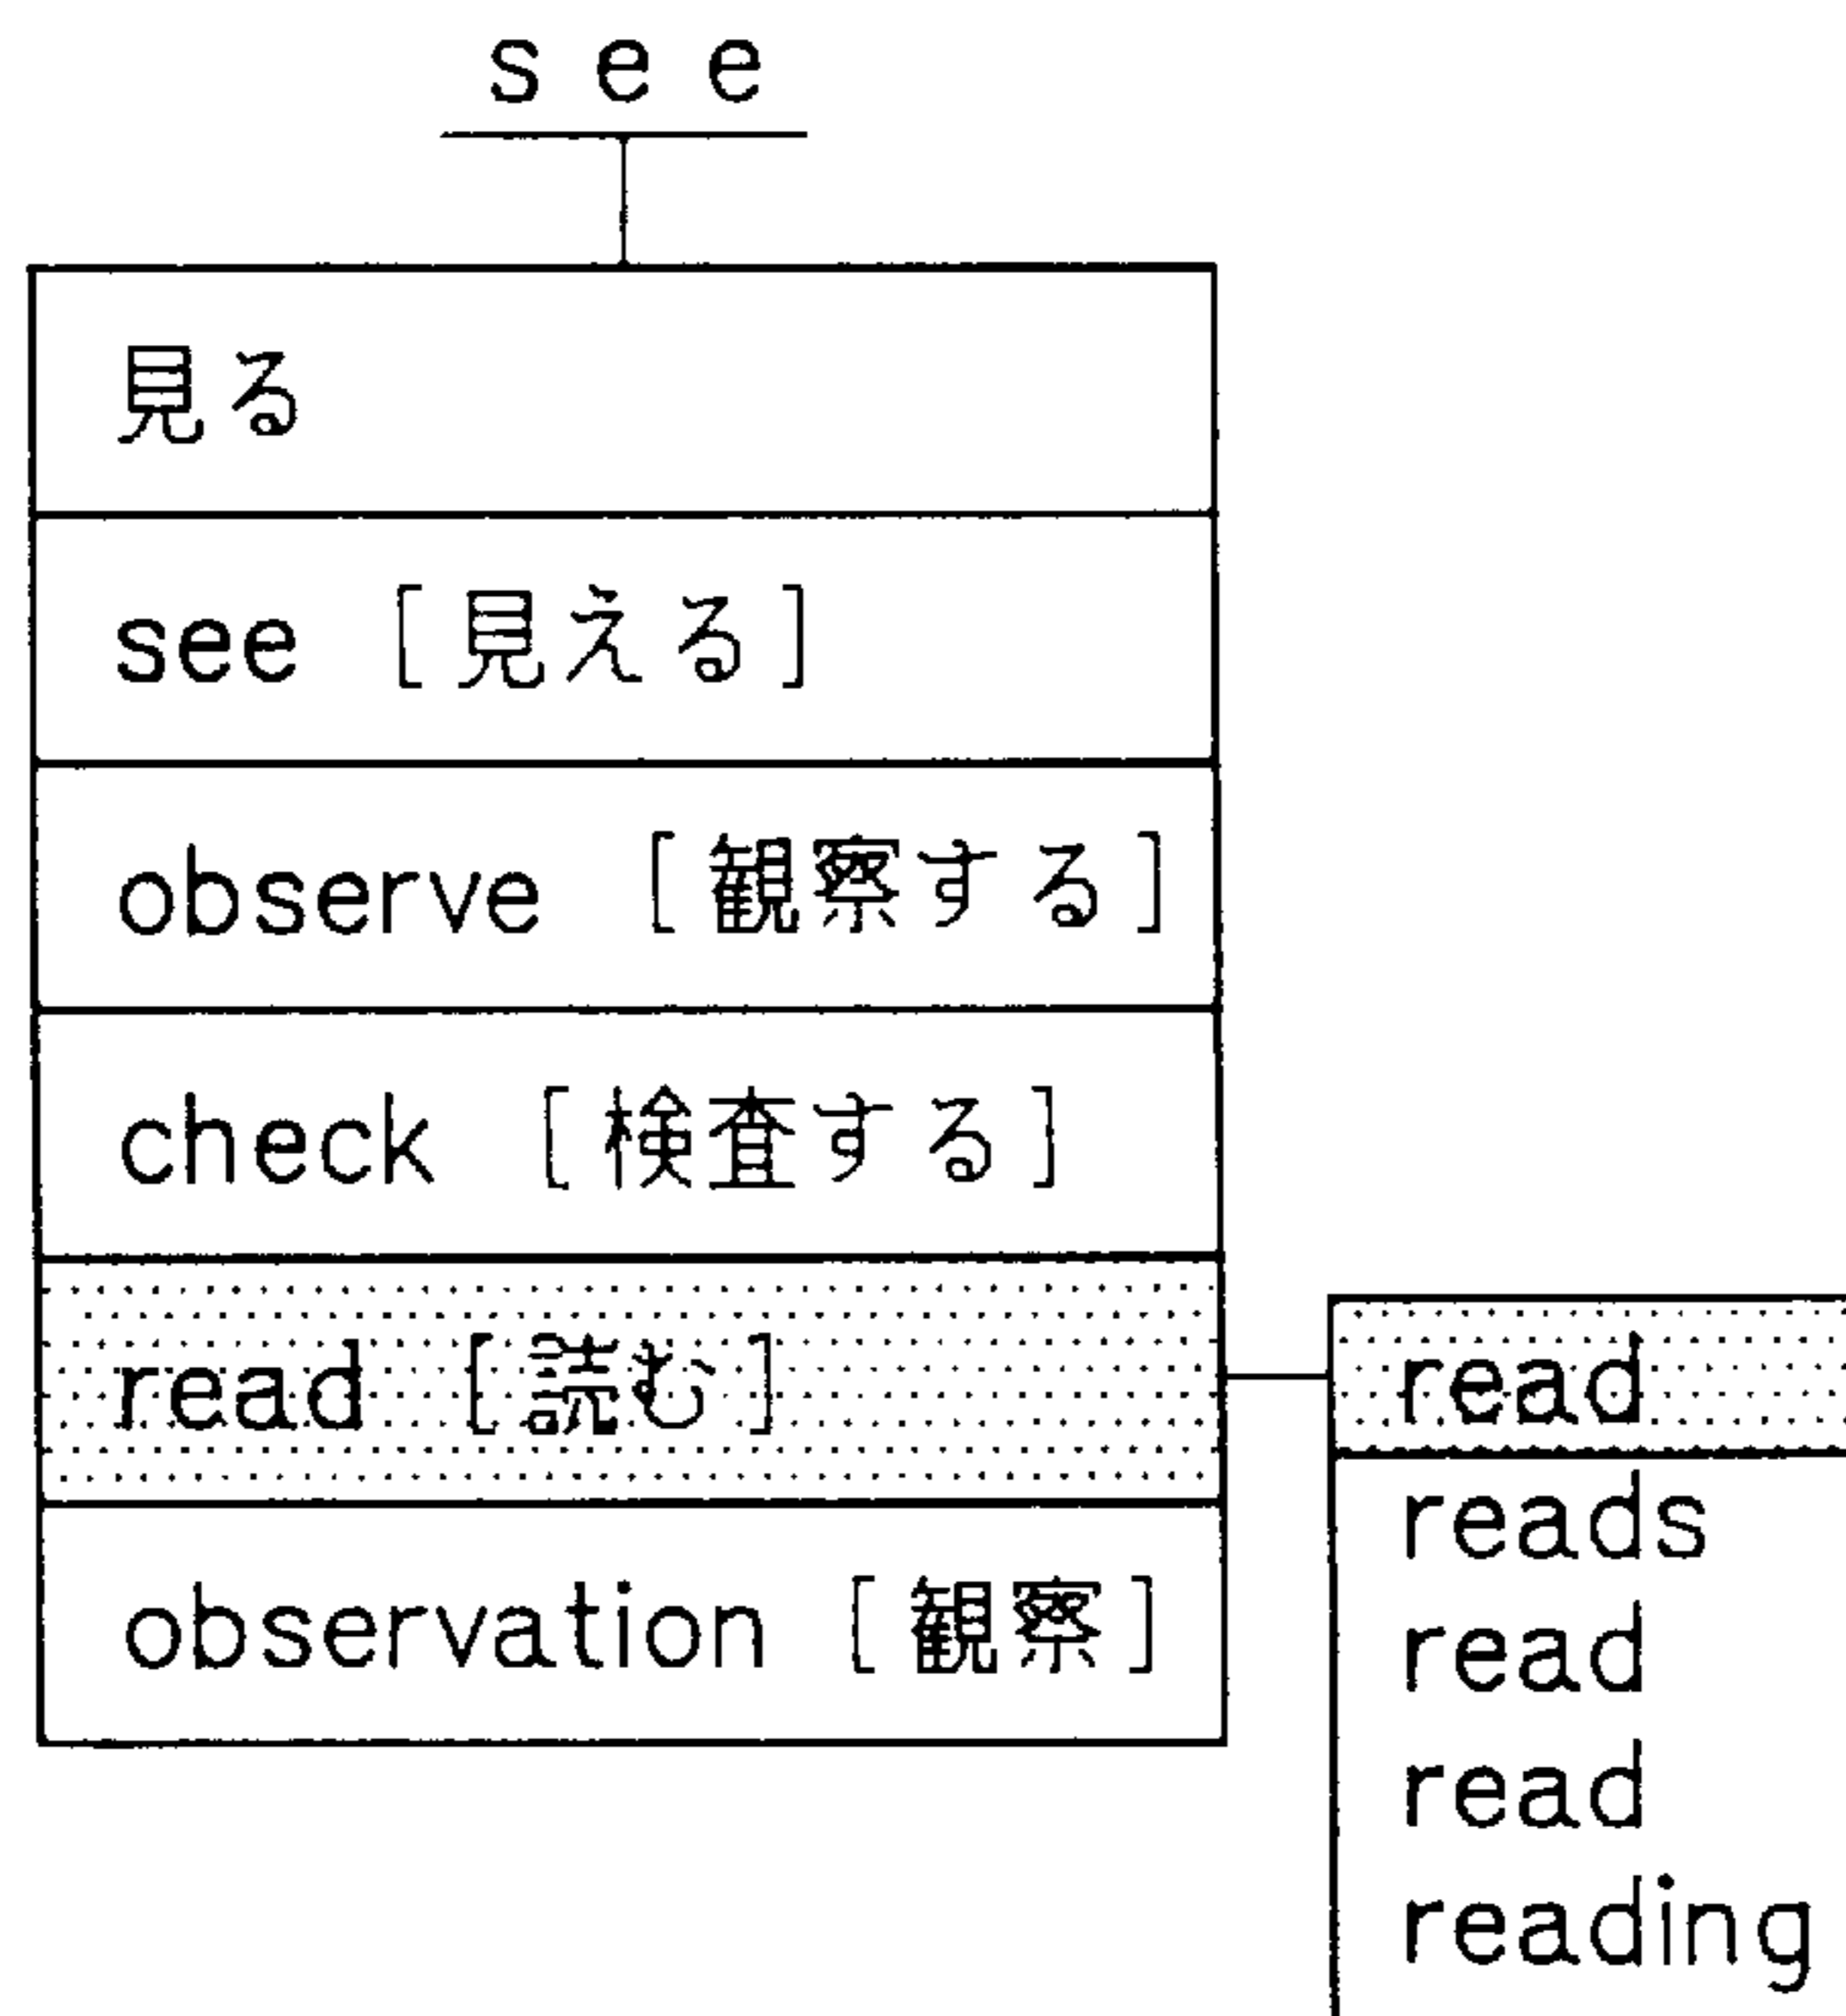 see
見る
see [見える]
observe [観察する]
check [検査する]
read [読む]
observation [観察]
read
reads
read
read
reading